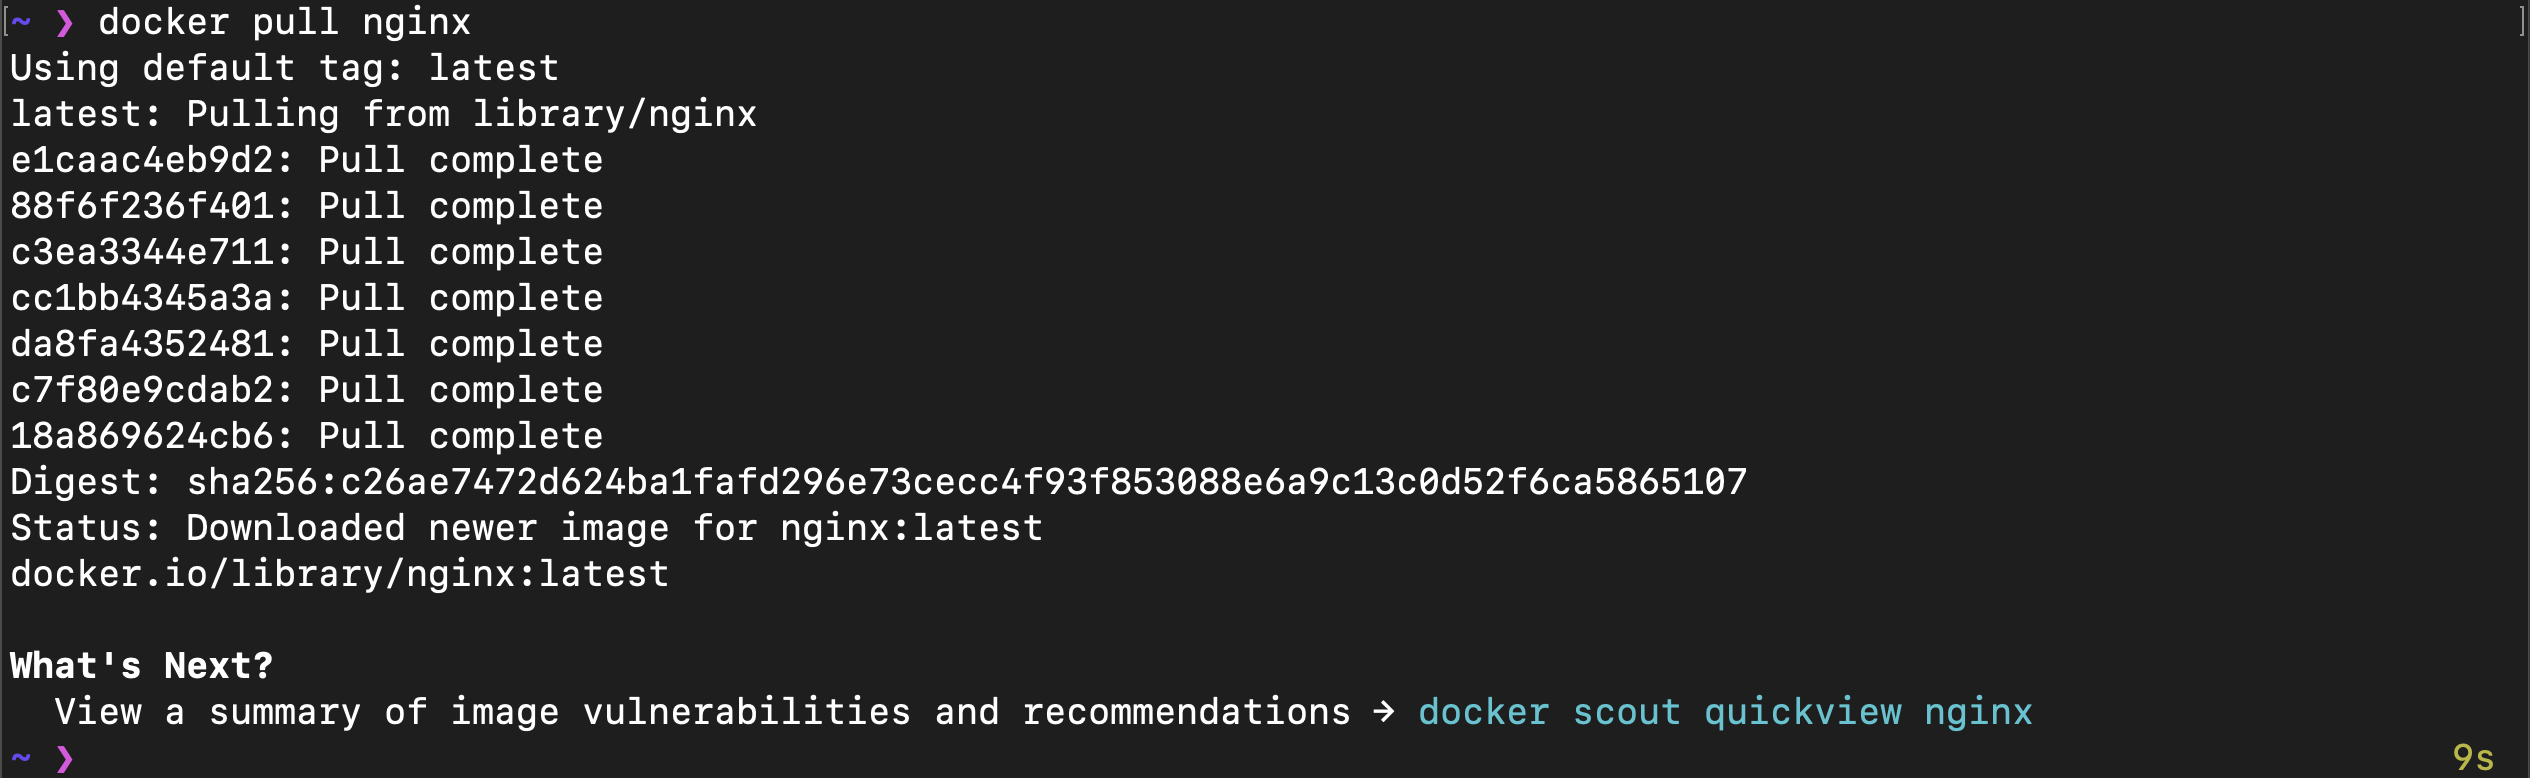 [~ ❯ docker pull nginx ]
Using default tag: latest
latest: Pulling from library/nginx
e1caac4eb9d2: Pull complete
88f6f236f401: Pull complete
c3ea3344e711: Pull complete
cc1bb4345a3a: Pull complete
da8fa4352481: Pull complete
c7f80e9cdab2: Pull complete
18a869624cb6: Pull complete
Digest: sha256:c26ae7472d624ba1fafd296e73cecc4f93f853088e6a9c13c0d52f6ca5865107
Status: Downloaded newer image for nginx:latest
docker.io/library/nginx:latest
What's Next?
View a summary of image vulnerabilities and recommendations → docker scout quickview nginx
~ ❯ 9s